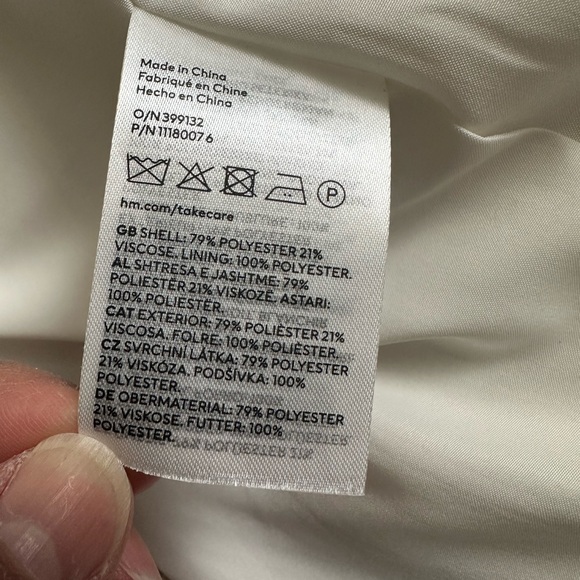 Made in China
Fabriqué en Chine
Hecho en China
O/N 399132
P/N 1118007 6
P
hm.com/takecare
GB SHELL: 79% POLYESTER 21%
VISCOSE. LINING: 100% POLYESTER.
AL SHTRESA E JASHTME: 79%
POLIESTËR 21% VISKOZË. ASTARI:
100% POLIESTËR.
CAT EXTERIOR: 79% POLIÈSTER 21%
VISCOSA. FOLRE: 100% POLIÈSTER.
CZ SVRCHNÍ LÁTKA: 79% POLYESTER
21% VISKÓZA. PODŠÍVKA: 100%
POLYESTER.
DE OBERMATERIAL: 79% POLYESTER
21% VISKOSE. FUTTER: 100%
POLYESTER.